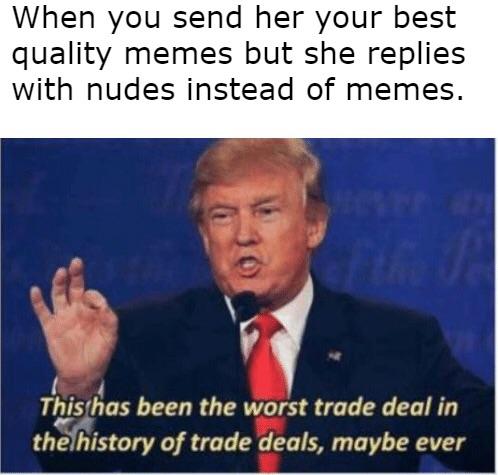 When you send her your best
quality memes but she replies
with nudes instead of memes.
This has been the worst trade deal in
the history of trade deals, maybe ever